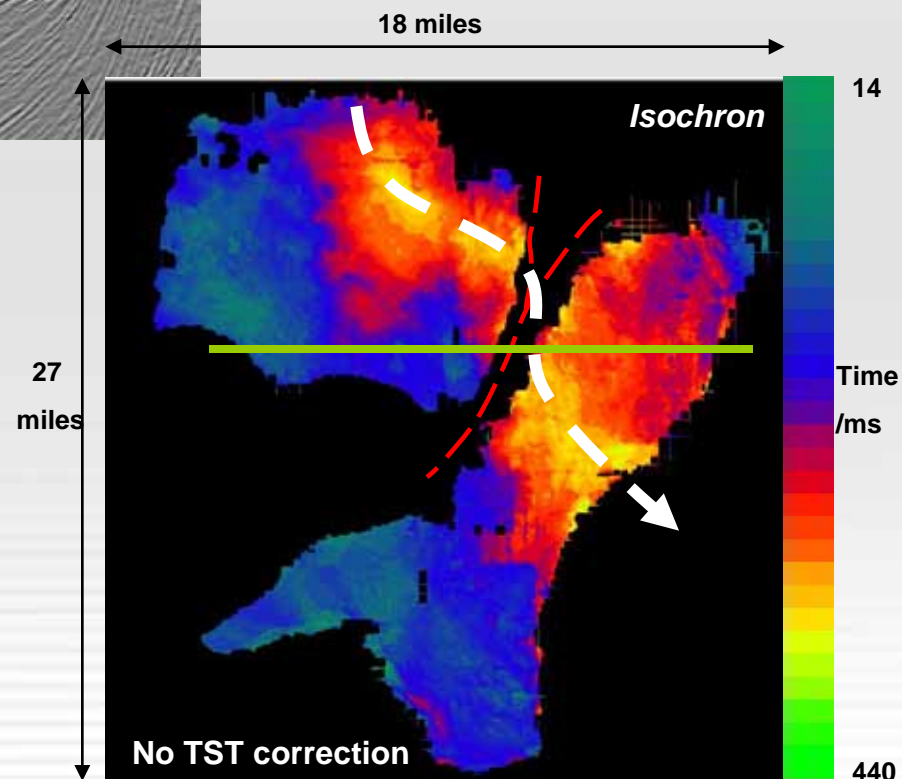 18 miles
14
Isochron
27
miles
Time
/ms
No TST correction
440